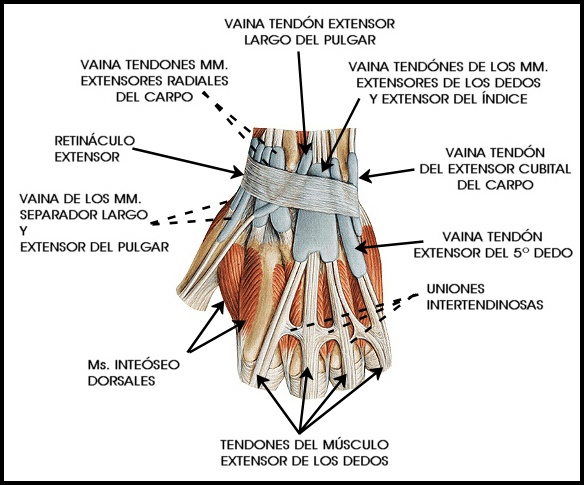 VAINA TENDÓN EXTENSOR
LARGO DEL PULGAR
VAINA TENDONES MM.
EXTENSORES RADIALES
DEL CARPO
VAINA TENDÓNES DE LOS MM.
EXTENSORES DE LOS DEDOS
Y EXTENSOR DEL ÍNDICE
RETINÁCULO
EXTENSOR
VAINA TENDÓN
DEL EXTENSOR CUBITAL
DEL CARPO
VAINA DE LOS MM.
SEPARADOR LARGO
Y
EXTENSOR DEL PULGAR
VAINA TENDÓN
EXTENSOR DEL 5º DEDO
UNIONES
INTERTENDINOSAS
Ms. INTEÓSEO
DORSALES
TENDONES DEL MÚSCULO
EXTENSOR DE LOS DEDOS